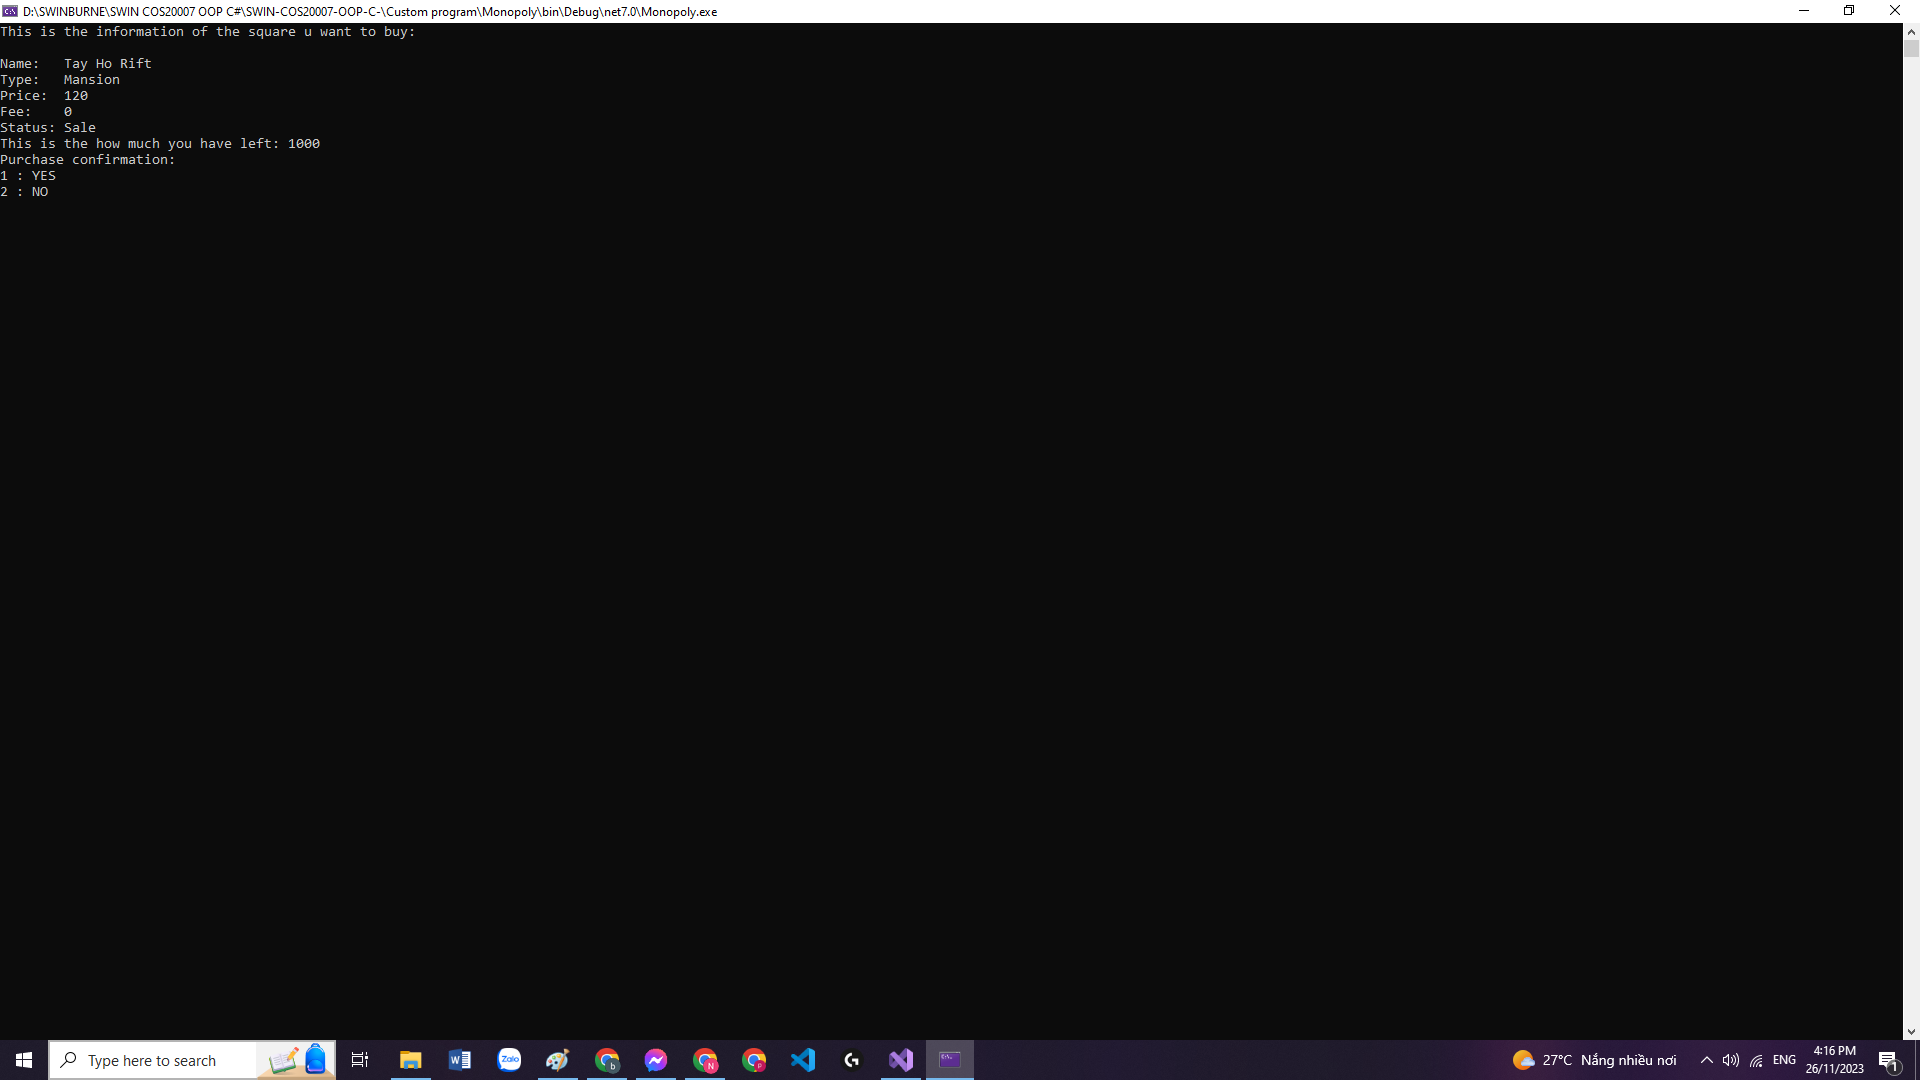 D:\SWINBURNE\SWIN COS20007 OOP C#\SWIN-COS20007-OOP-C-\Custom program\Monopoly\bin\Debug\net7.0\Monopoly.exe
This is the information of the square u want to buy:
Name:   Tay Ho Rift
Type:   Mansion
Price:  120
Fee:    0
Status: Sale
This is the how much you have left: 1000
Purchase confirmation:
1 : YES
2 : NO
Type here to search
Zalo
b
N
P
27°C Nắng nhiều nơi
ENG
4:16 PM
26/11/2023
1